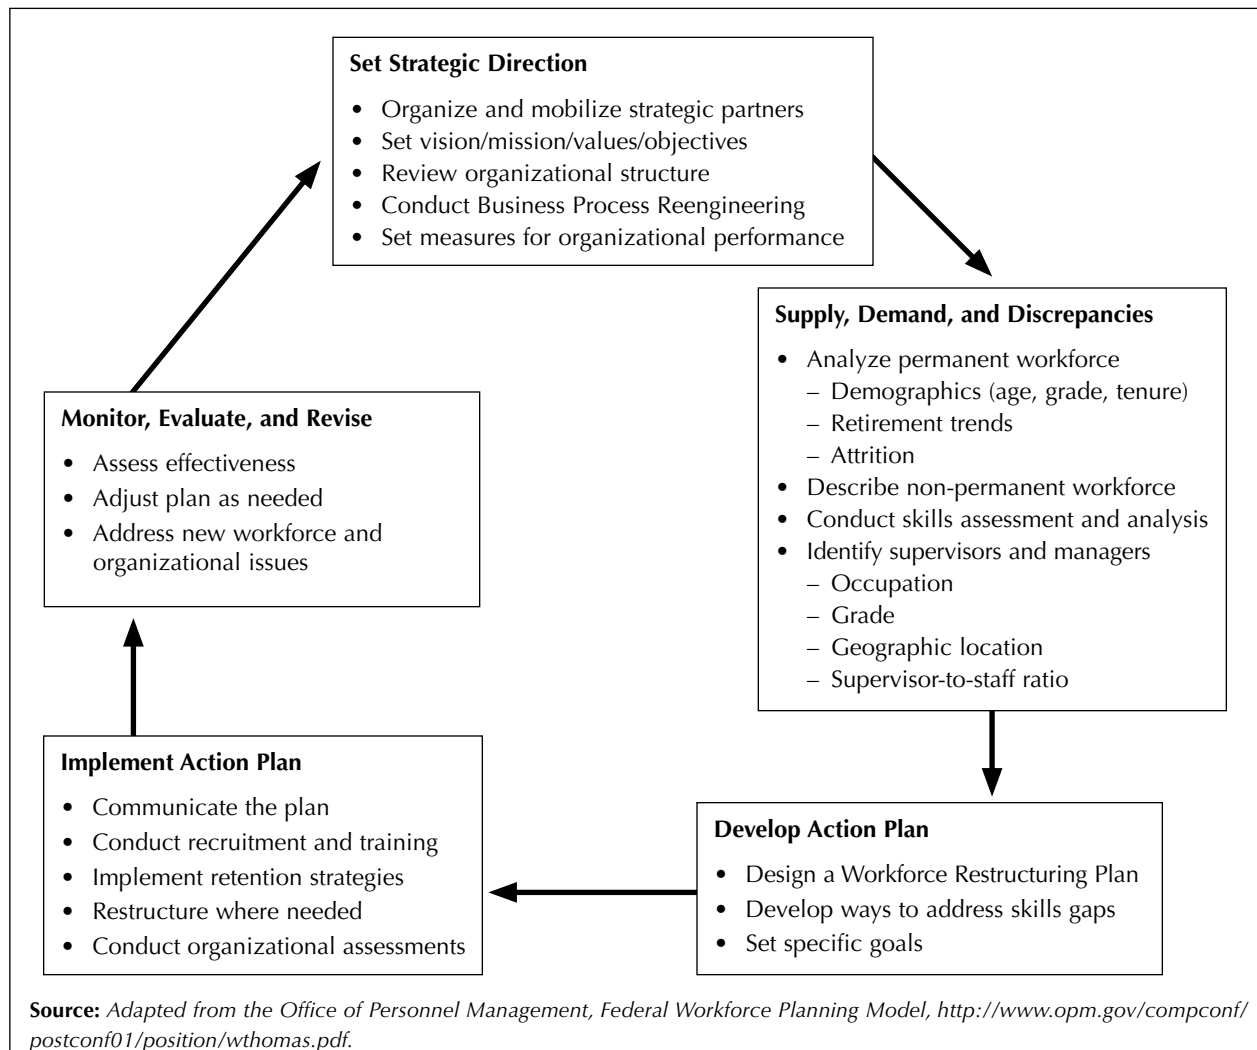 Set Strategic Direction
• Organize and mobilize strategic partners
• Set vision/mission/values/objectives
• Review organizational structure
• Conduct Business Process Reengineering
• Set measures for organizational performance
Supply, Demand, and Discrepancies
• Analyze permanent workforce
– Demographics (age, grade, tenure)
– Retirement trends
– Attrition
• Describe non-permanent workforce
• Conduct skills assessment and analysis
• Identify supervisors and managers
– Occupation
– Grade
– Geographic location
– Supervisor-to-staff ratio
Develop Action Plan
• Design a Workforce Restructuring Plan
• Develop ways to address skills gaps
• Set specific goals
Implement Action Plan
• Communicate the plan
• Conduct recruitment and training
• Implement retention strategies
• Restructure where needed
• Conduct organizational assessments
Monitor, Evaluate, and Revise
• Assess effectiveness
• Adjust plan as needed
• Address new workforce and
organizational issues
Source: Adapted from the Office of Personnel Management, Federal Workforce Planning Model, http://www.opm.gov/compconf/
postconf01/position/wthomas.pdf.